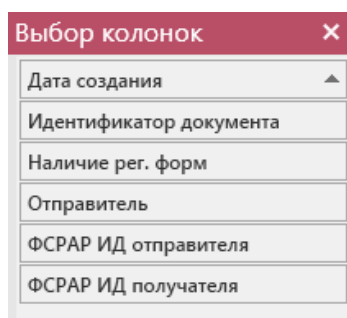 Выбор колонок
Дата создания
Идентификатор документа
Наличие рег. форм
Отправитель
ФСРАР ИД отправителя
ФСРАР ИД получателя